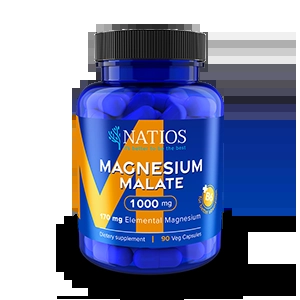 NATIOS
MAGNESIUM
MALATE
1000 mg
170 mg Elemental Magnesium
Dietary supplement | 90 Veg Capsules